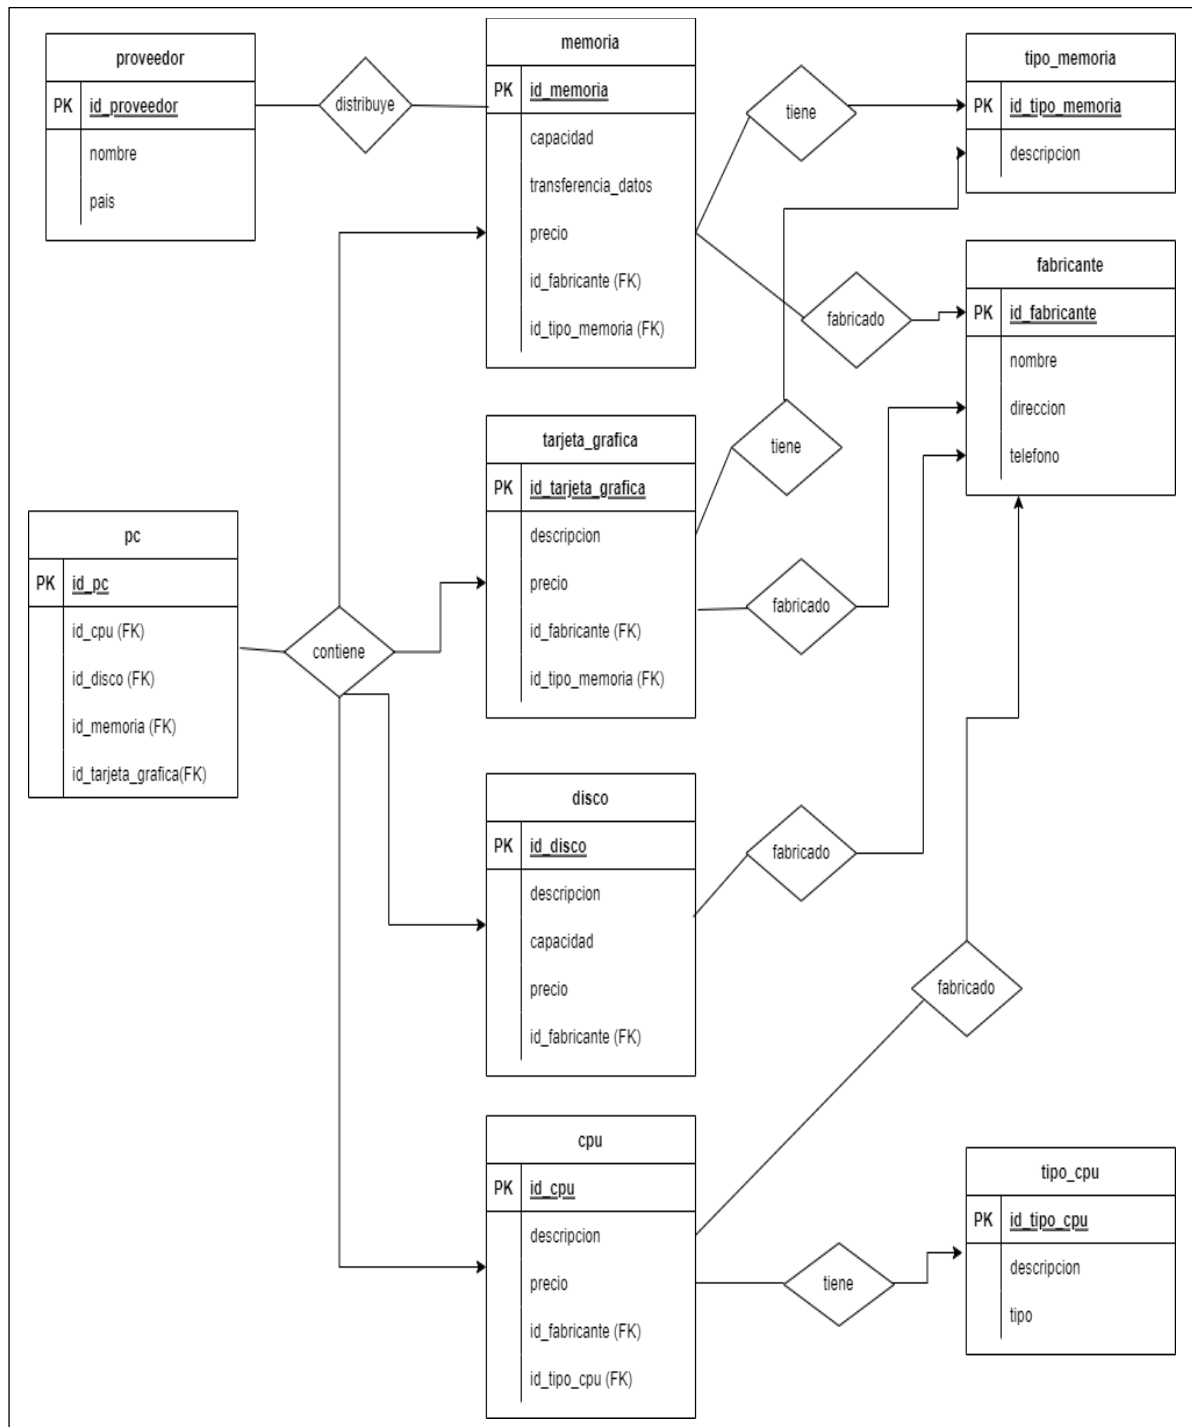 proveedor
PK id_proveedor
nombre
pais
distribuye
memoria
PK id_memoria
capacidad
transferencia_datos
precio
id_fabricante (FK)
id_tipo_memoria (FK)
tiene
tipo_memoria
PK id_tipo_memoria
descripcion
fabricado
fabricante
PK id_fabricante
nombre
direccion
telefono
tarjeta_grafica
PK id_tarjeta_grafica
descripcion
precio
id_fabricante (FK)
id_tipo_memoria (FK)
tiene
fabricado
pc
PK id_pc
id_cpu (FK)
id_disco (FK)
id_memoria (FK)
id_tarjeta_grafica(FK)
contiene
disco
PK id_disco
descripcion
capacidad
precio
id_fabricante (FK)
fabricado
fabricado
cpu
PK id_cpu
descripcion
precio
id_fabricante (FK)
id_tipo_cpu (FK)
tiene
tipo_cpu
PK id_tipo_cpu
descripcion
tipo